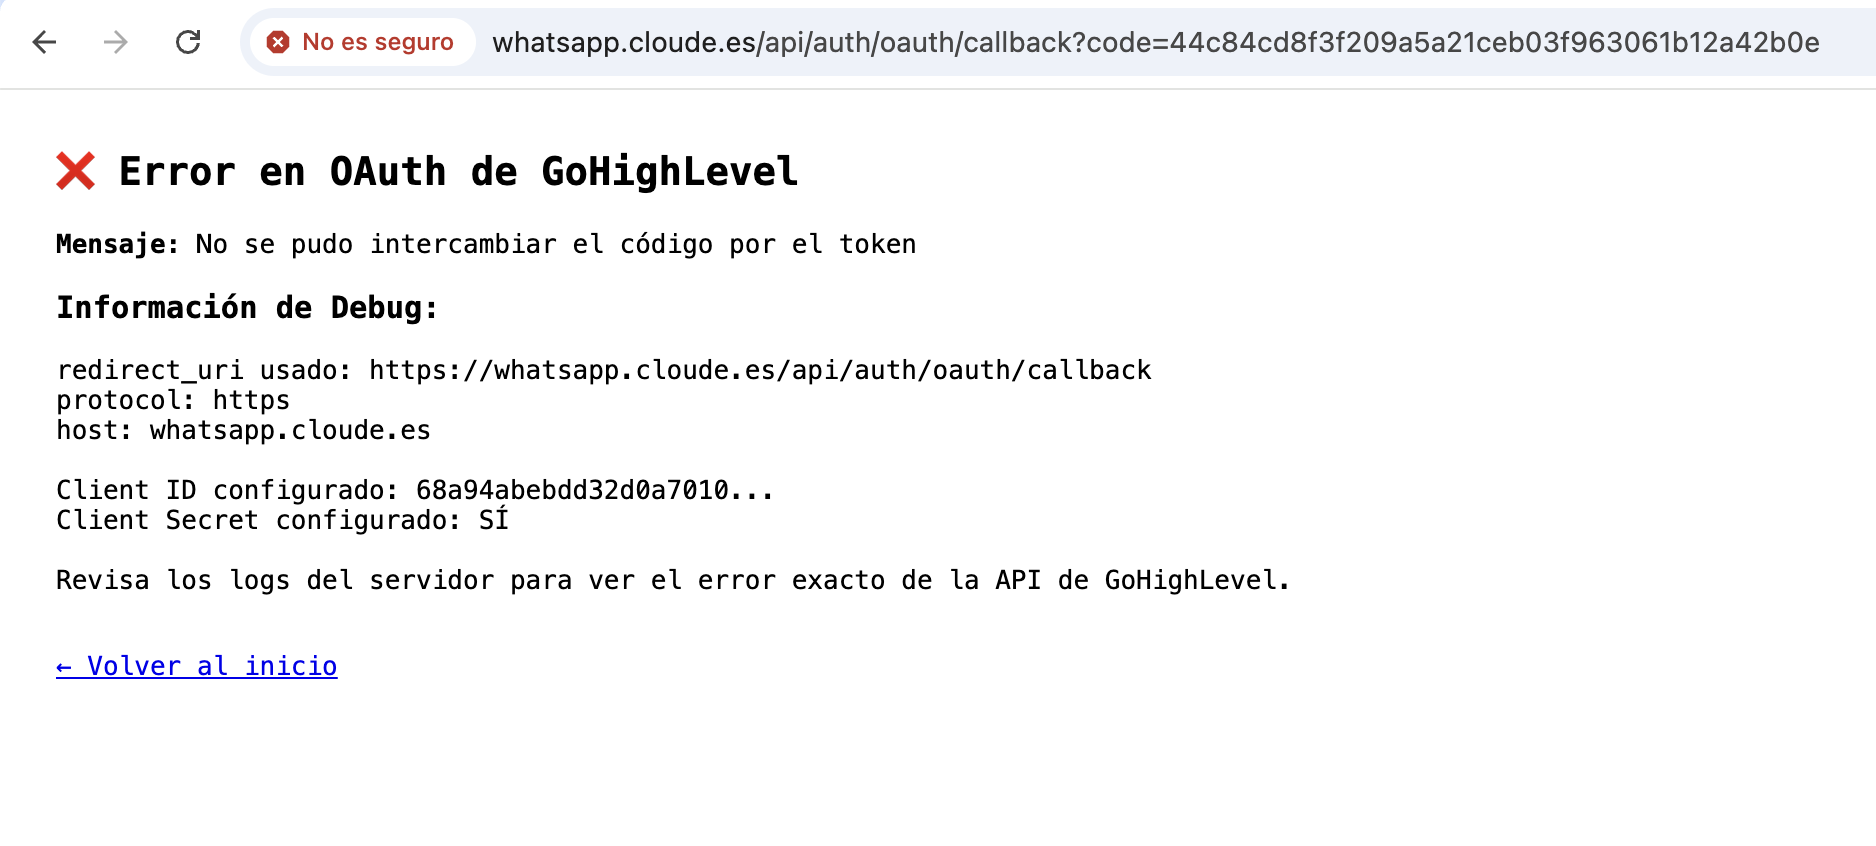 No es seguro whatsapp.cloude.es/api/auth/oauth/callback?code=44c84cd8f3f209a5a21ceb03f963061b12a42b0e
❌ Error en OAuth de GoHighLevel
Mensaje: No se pudo intercambiar el código por el token
Información de Debug:
redirect_uri usado: https://whatsapp.cloude.es/api/auth/oauth/callback
protocol: https
host: whatsapp.cloude.es
Client ID configurado: 68a94abebdd32d0a7010...
Client Secret configurado: SÍ
Revisa los logs del servidor para ver el error exacto de la API de GoHighLevel.
← Volver al inicio